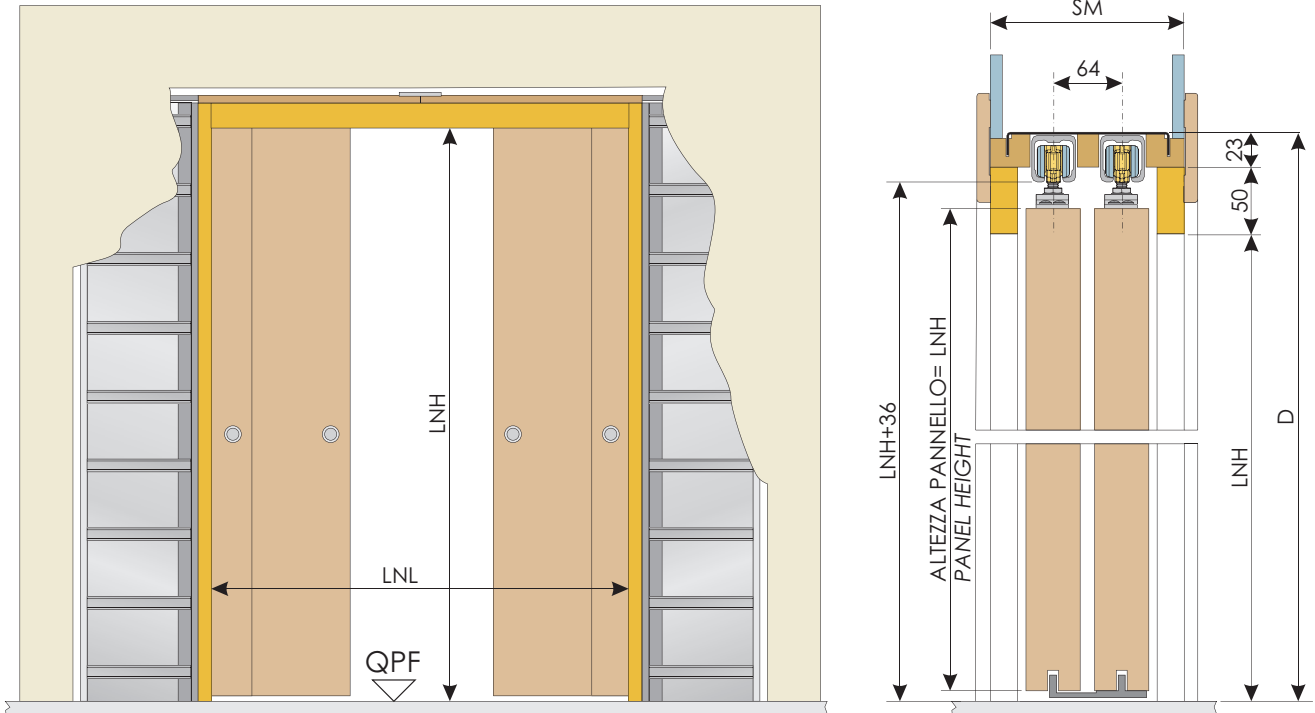 LNH
LNL
QPF
SM
64
23
50
LNH+36
ALTEZZA PANNELLO= LNH
PANEL HEIGHT
LNH
D